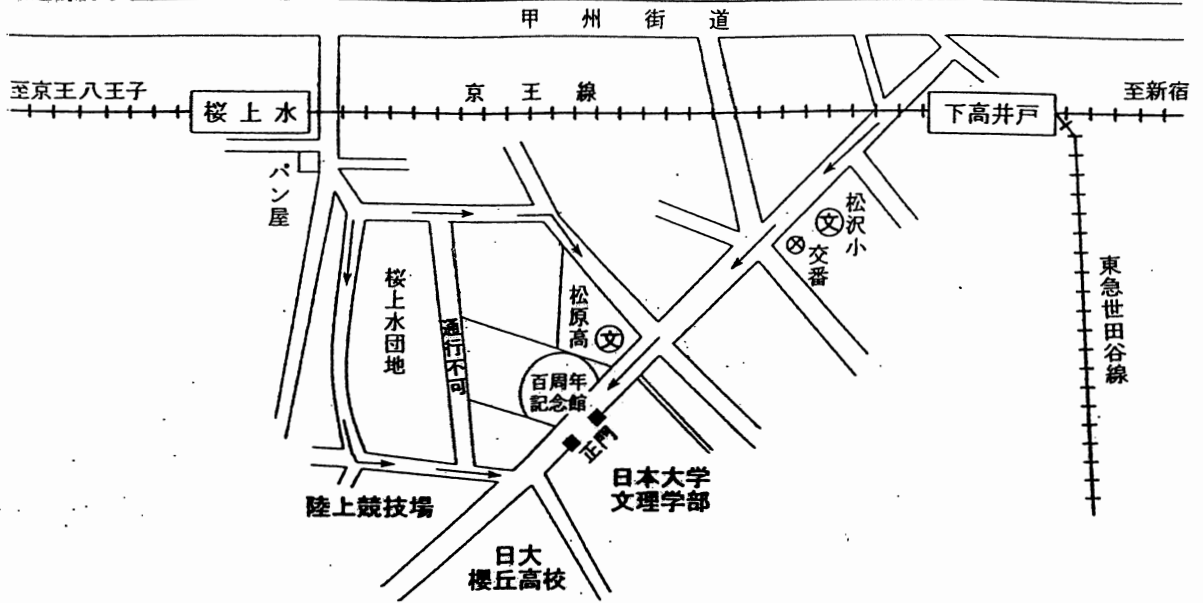 甲州街道
至京王八王子
桜上水
京王線
下高井戸
至新宿
パン屋
文
松沢小
交番
桜上水団地
通行不可
松原高
文
百周年
記念館
正門
東急世田谷線
日本大学
文理学部
陸上競技場
日大
櫻丘高校